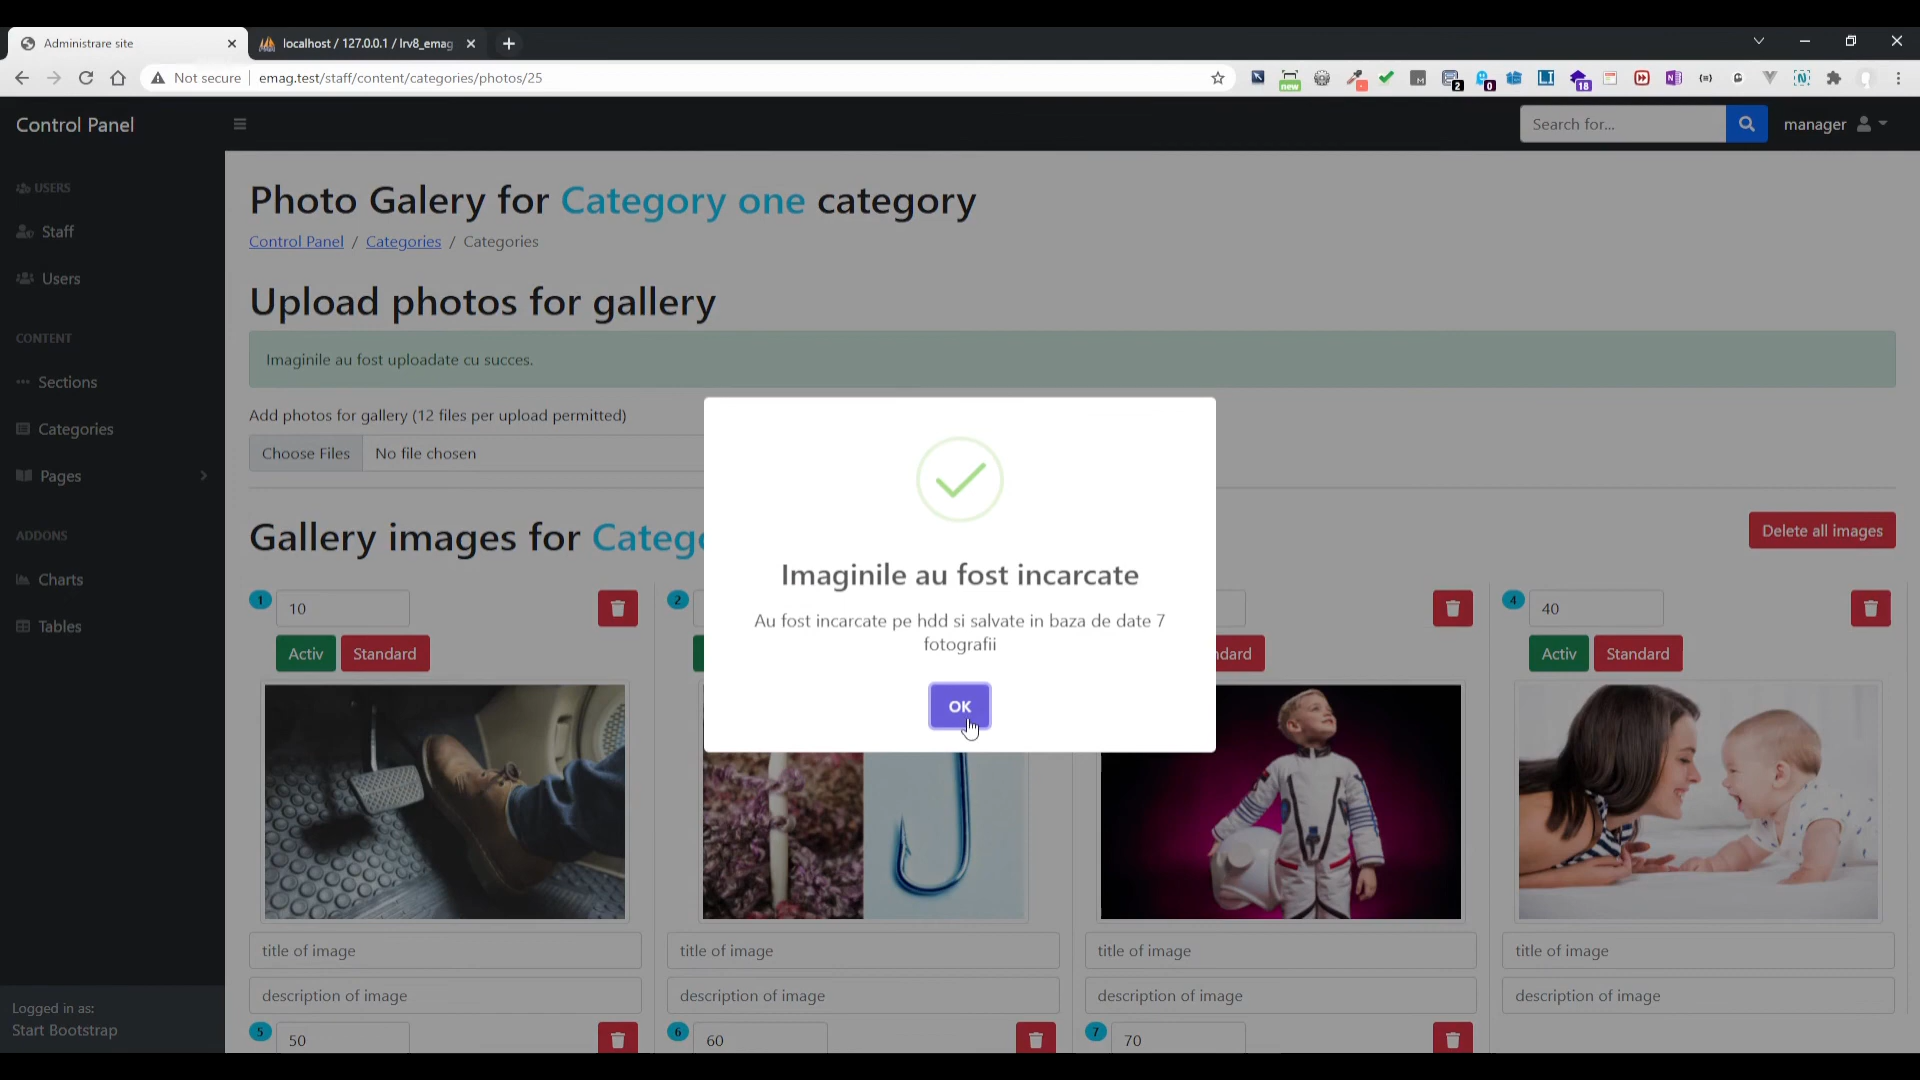 Administrare site
localhost / 127.0.0.1 / lrv8_emag
Not secure
emag.test/staff/content/categories/photos/25
new
2
0
18
Control Panel
Search for...
manager
USERS
Staff
Users
CONTENT
Sections
Categories
Pages
ADDONS
Charts
Tables
Logged in as:
Start Bootstrap
Photo Galery for Category one category
Control Panel / Categories / Categories
Upload photos for gallery
Imaginile au fost uploadate cu succes.
Add photos for gallery (12 files per upload permitted)
Choose Files No file chosen
Gallery images for Catego
Delete all images
Imaginile au fost incarcate
Au fost incarcate pe hdd si salvate in baza de date 7
fotografii
OK
1 10
2
4 40
Activ Standard
ndard
Activ Standard
title of image
title of image
title of image
title of image
description of image
description of image
description of image
description of image
5 50
6 60
7 70